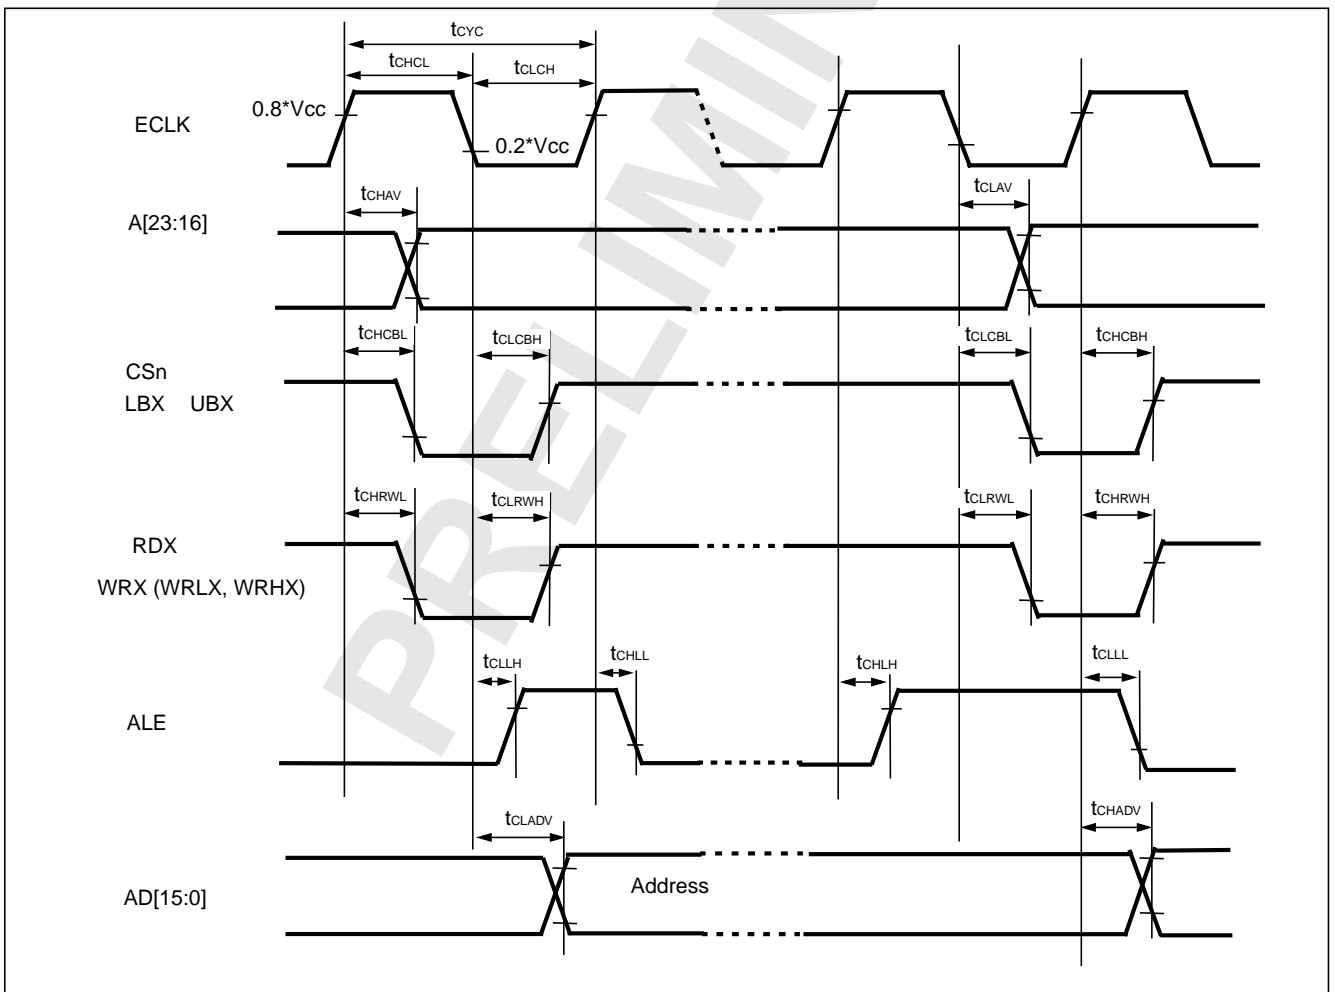 tCYC
tCHCL
tCLCH
0.8*Vcc
ECLK
0.2*Vcc
tCHAV
tCLAV
A[23:16]
tCHCBL
tCLCBH
tCLCBL
tCHCBH
CSn
LBX UBX
tCHRWL
tCLRWH
tCLRWL
tCHRWH
RDX
WRX (WRLX, WRHX)
tCLLH
tCHLL
tCHLH
tCLLL
ALE
tCLADV
tCHADV
Address
AD[15:0]
PRELIMIN